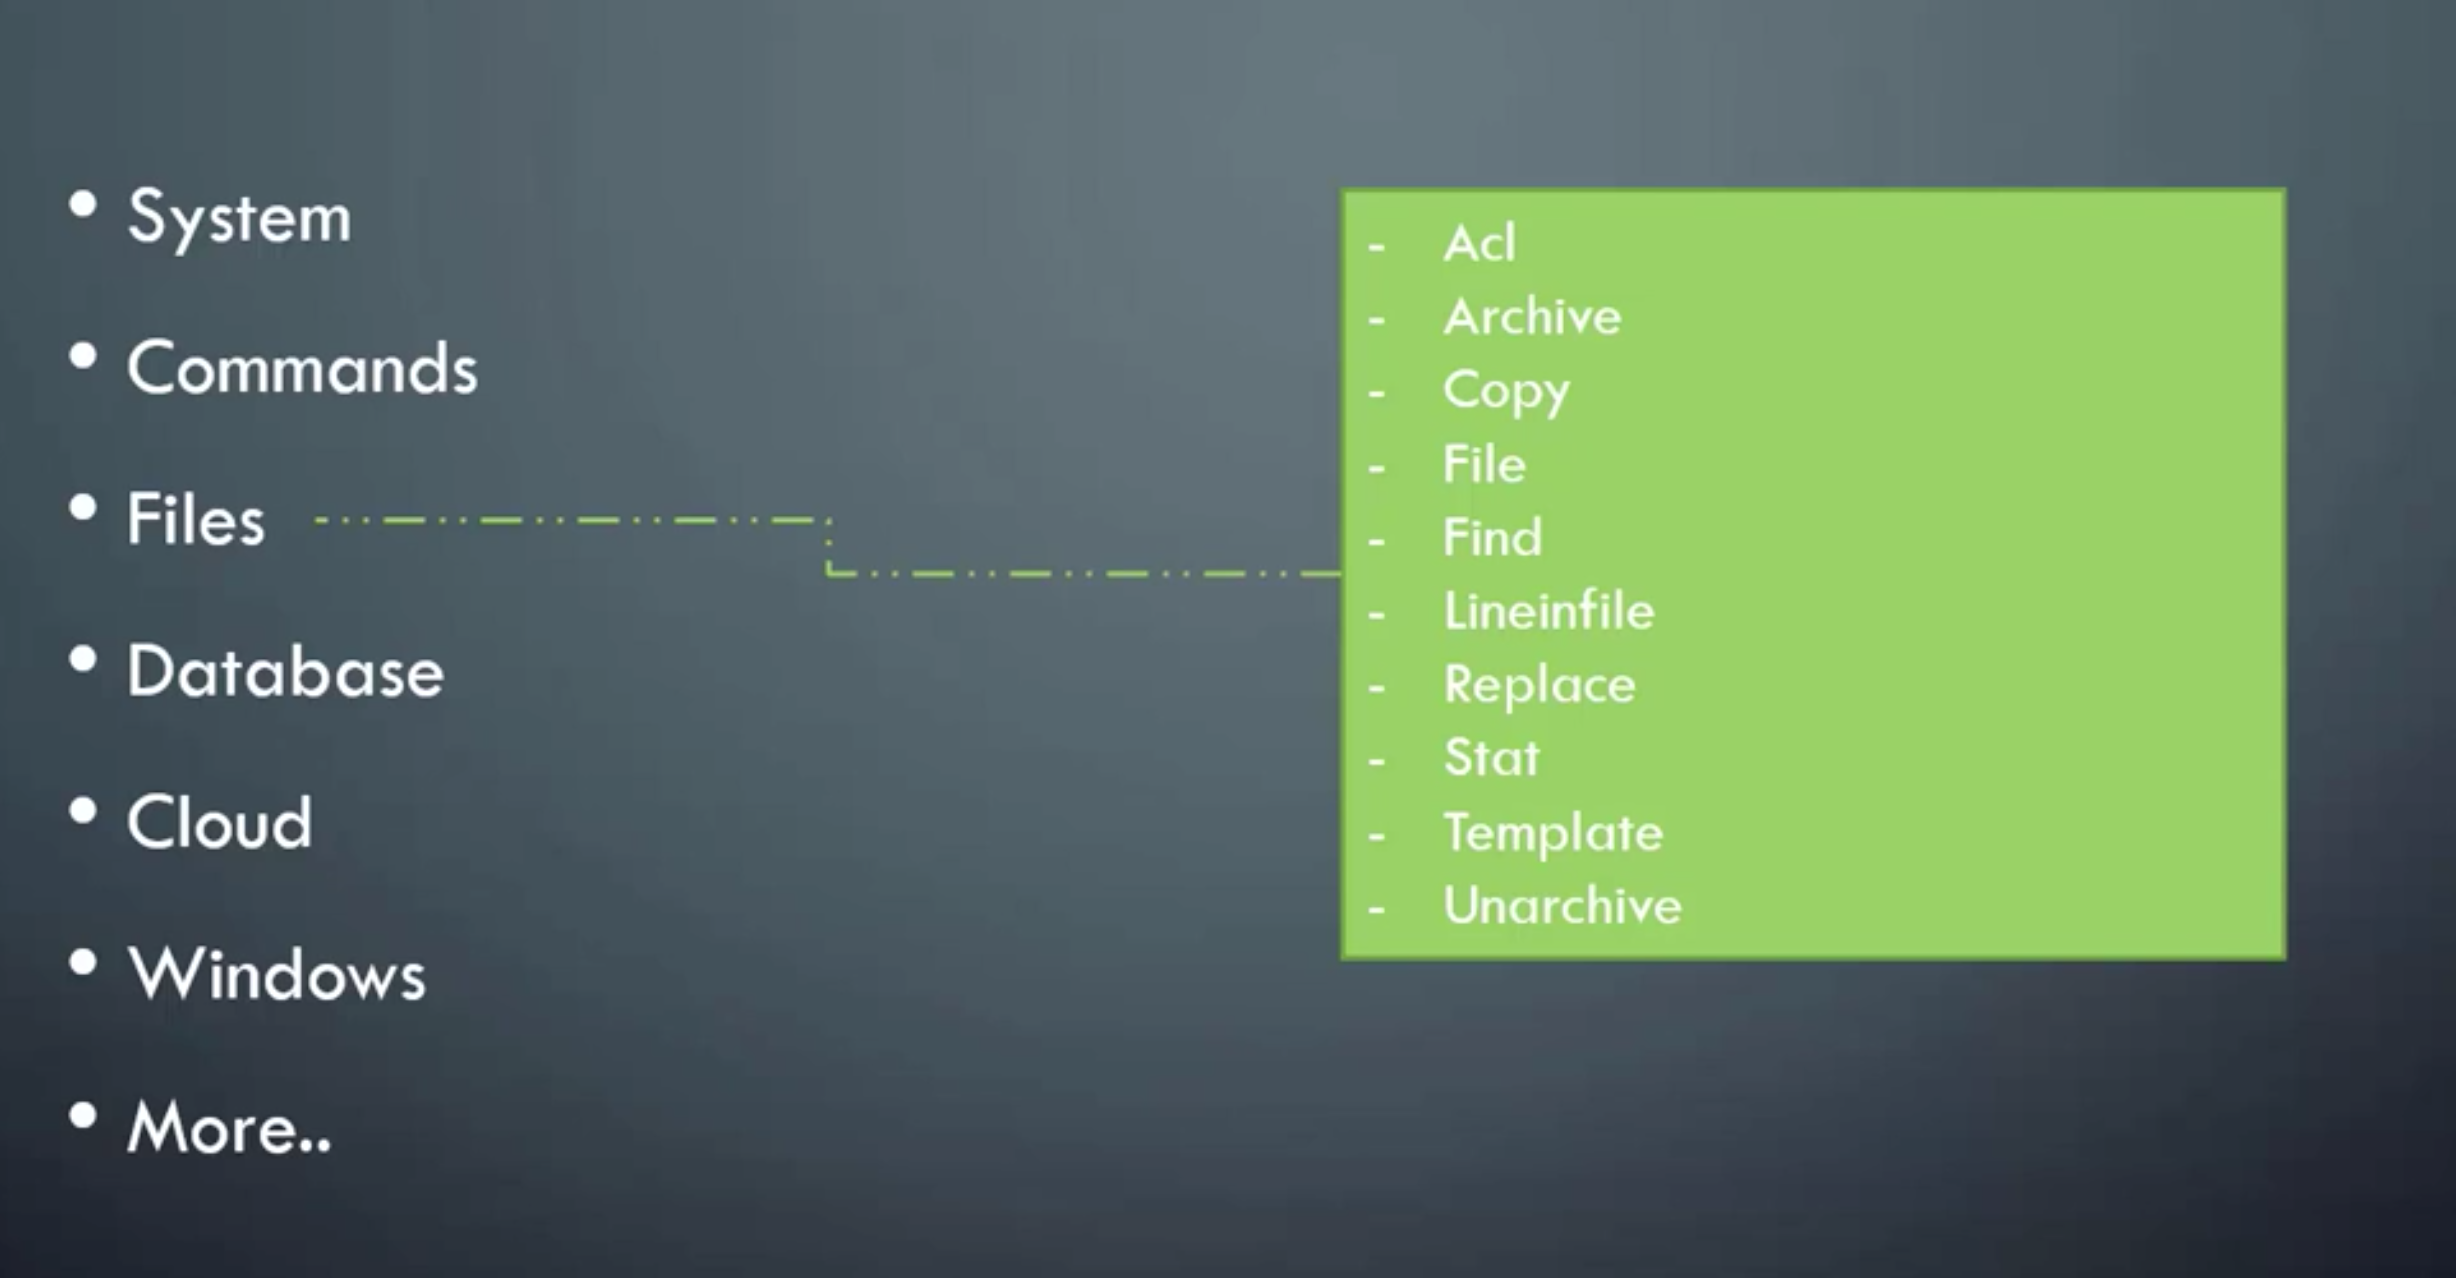 • System
• Commands
• Files
• Database
• Cloud
• Windows
• More..
- Acl
- Archive
- Copy
- File
- Find
- Lineinfile
- Replace
- Stat
- Template
- Unarchive